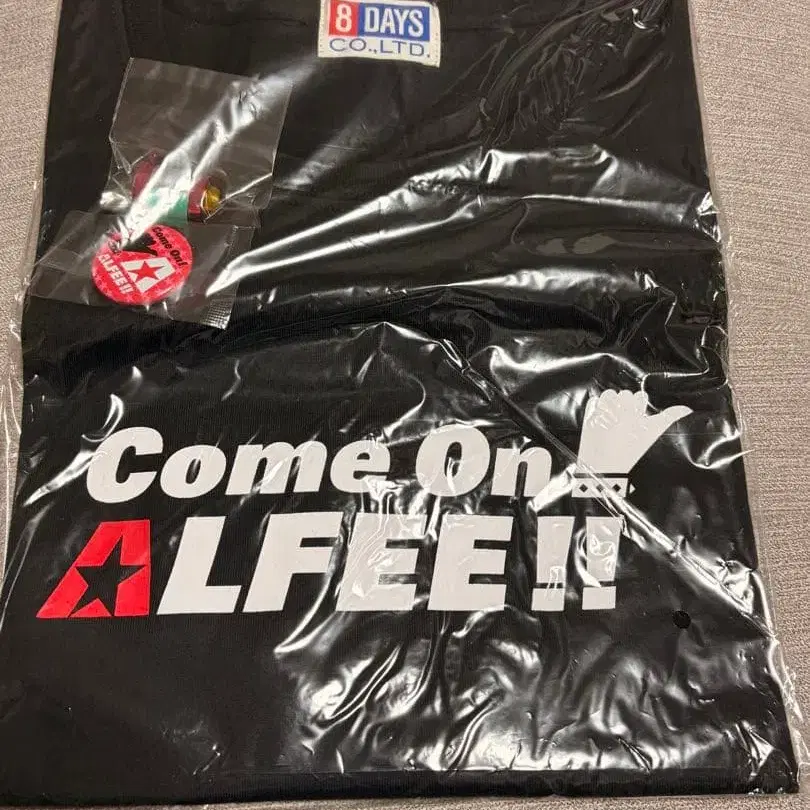 8 DAYS
CO.,LTD.
Come On!
ALFEE!!
Come On
ALFEE!!